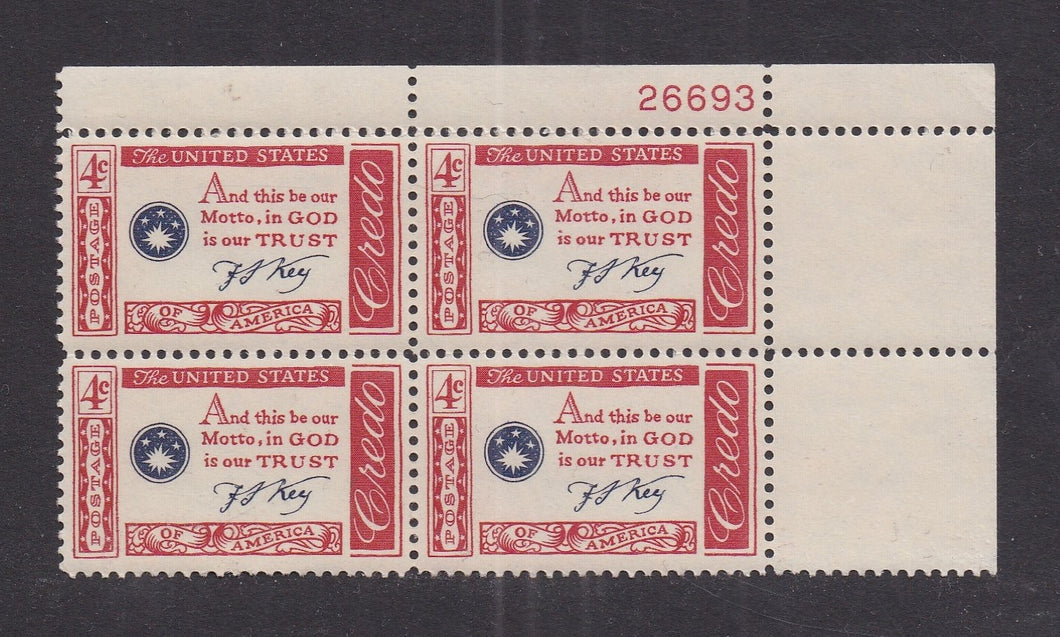 26693
The UNITED STATES
4c
POSTAGE
And this be our
Motto, in GOD
is our TRUST
F S Key
Credo
OF AMERICA
The UNITED STATES
4c
POSTAGE
And this be our
Motto, in GOD
is our TRUST
F S Key
Credo
OF AMERICA
The UNITED STATES
4c
POSTAGE
And this be our
Motto, in GOD
is our TRUST
F S Key
Credo
OF AMERICA
The UNITED STATES
4c
POSTAGE
And this be our
Motto, in GOD
is our TRUST
F S Key
Credo
OF AMERICA